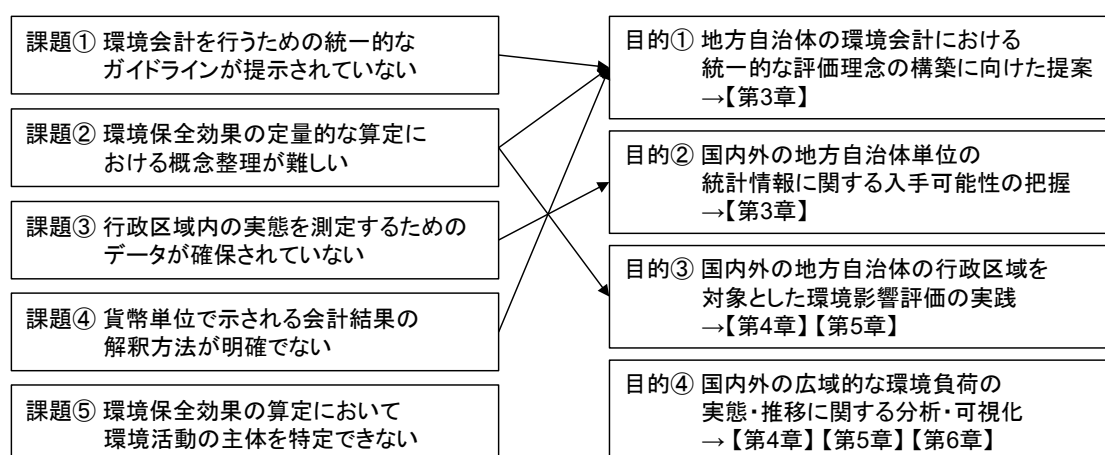 課題① 環境会計を行うための統一的な
ガイドラインが提示されていない
課題② 環境保全効果の定量的な算定に
おける概念整理が難しい
課題③ 行政区域内の実態を測定するための
データが確保されていない
課題④ 貨幣単位で示される会計結果の
解釈方法が明確でない
課題⑤ 環境保全効果の算定において
環境活動の主体を特定できない
目的① 地方自治体の環境会計における
統一的な評価理念の構築に向けた提案
→【第3章】
目的② 国内外の地方自治体単位の
統計情報に関する入手可能性の把握
→【第3章】
目的③ 国内外の地方自治体の行政区域を
対象とした環境影響評価の実践
→【第4章】【第5章】
目的④ 国内外の広域的な環境負荷の
実態・推移に関する分析・可視化
→【第4章】【第5章】【第6章】